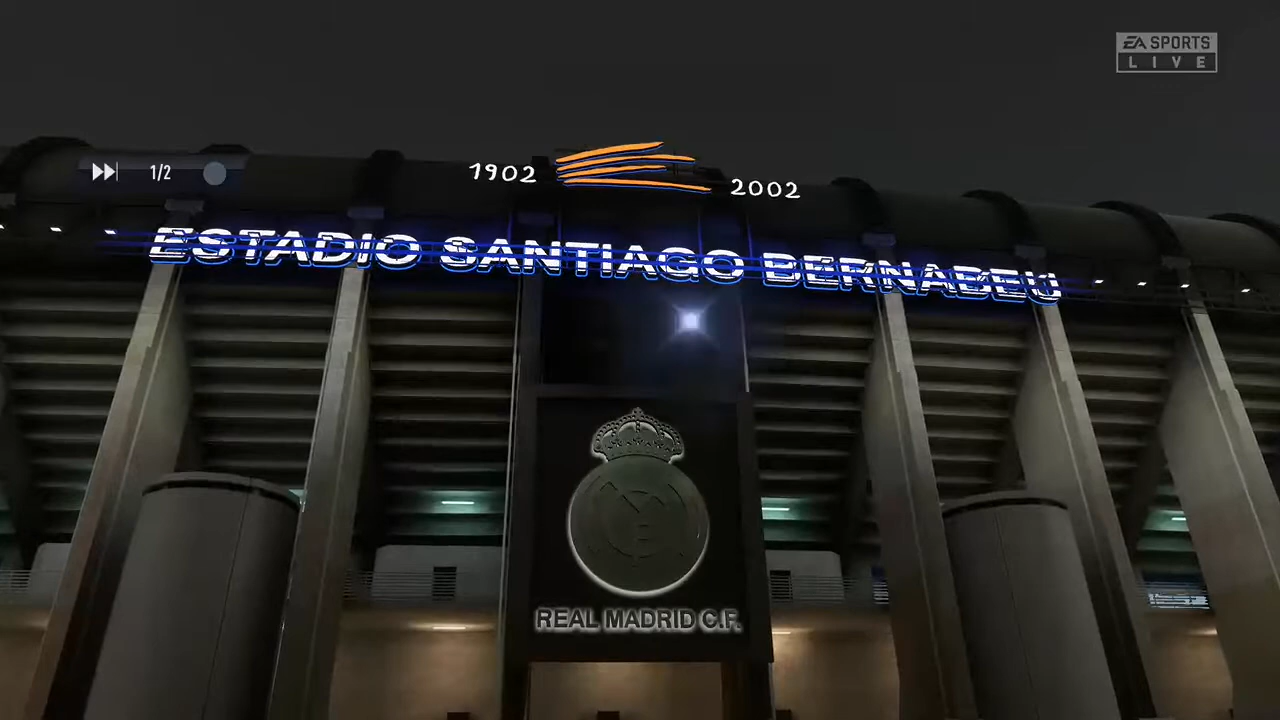 EA SPORTS
LIVE
1/2
1902
2002
ESTADIO SANTIAGO BERNABEU
REAL MADRID C.F.